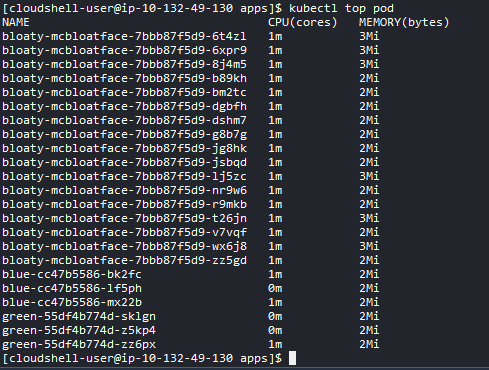 [cloudshell-user@ip-10-132-49-130 apps]$ kubectl top pod
NAME CPU(cores) MEMORY(bytes)
bloaty-mcbloatface-7bbb87f5d9-6t4zl 1m 3Mi
bloaty-mcbloatface-7bbb87f5d9-6xpr9 1m 3Mi
bloaty-mcbloatface-7bbb87f5d9-8j4m5 1m 3Mi
bloaty-mcbloatface-7bbb87f5d9-b89kh 1m 2Mi
bloaty-mcbloatface-7bbb87f5d9-bm2tc 1m 2Mi
bloaty-mcbloatface-7bbb87f5d9-dgbfh 1m 2Mi
bloaty-mcbloatface-7bbb87f5d9-dshm7 1m 2Mi
bloaty-mcbloatface-7bbb87f5d9-g8b7g 1m 2Mi
bloaty-mcbloatface-7bbb87f5d9-jg8hk 1m 2Mi
bloaty-mcbloatface-7bbb87f5d9-jsbqd 1m 2Mi
bloaty-mcbloatface-7bbb87f5d9-lj5zc 1m 3Mi
bloaty-mcbloatface-7bbb87f5d9-nr9w6 1m 2Mi
bloaty-mcbloatface-7bbb87f5d9-r9mkb 1m 2Mi
bloaty-mcbloatface-7bbb87f5d9-t26jn 1m 3Mi
bloaty-mcbloatface-7bbb87f5d9-v7vqf 1m 2Mi
bloaty-mcbloatface-7bbb87f5d9-wx6j8 1m 3Mi
bloaty-mcbloatface-7bbb87f5d9-zz5gd 1m 2Mi
blue-cc47b5586-bk2fc 1m 2Mi
blue-cc47b5586-lf5ph 0m 2Mi
blue-cc47b5586-mx22b 1m 2Mi
green-55df4b774d-sklgn 0m 2Mi
green-55df4b774d-z5kp4 0m 2Mi
green-55df4b774d-zz6px 1m 2Mi
[cloudshell-user@ip-10-132-49-130 apps]$